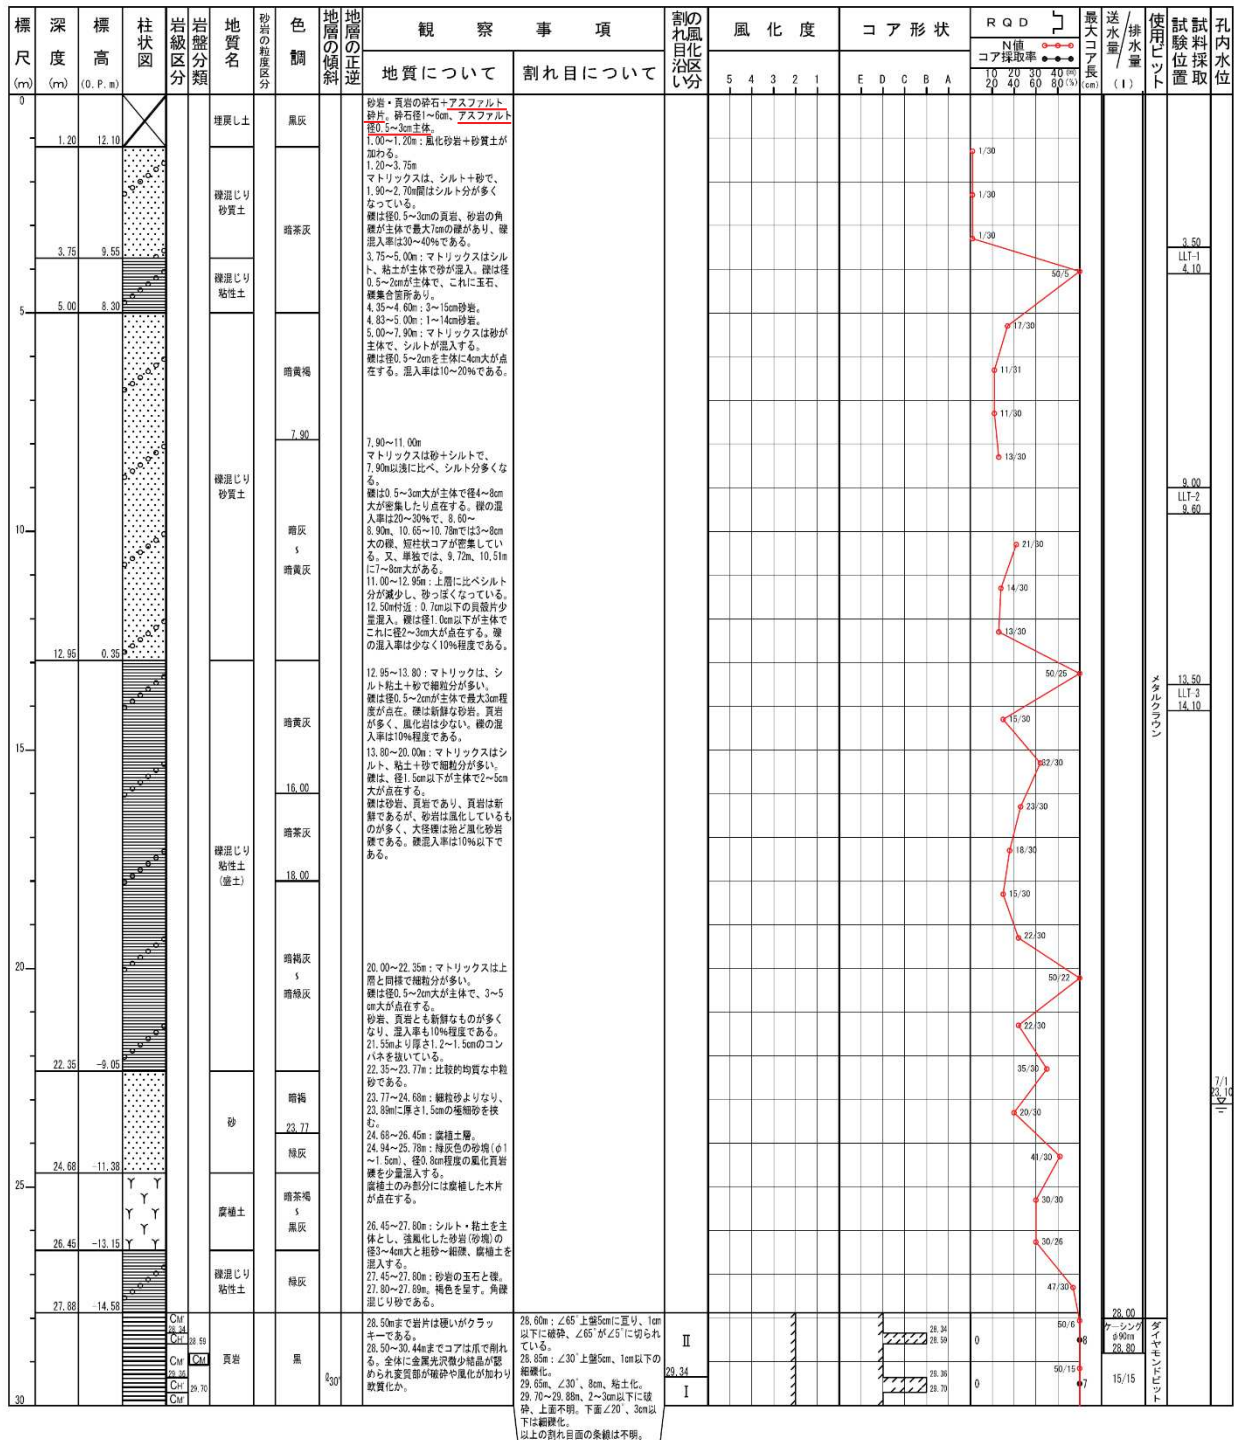 標尺(m)
深度(m)
標高(O.P.m)
柱状図
岩級区分
岩盤分類
地質名
砂岩の粒度区分
色調
地層の傾斜
地層の正逆
観察事項
地質について
割れ目について
割れ目沿いの風化区分
風化度
5 4 3 2 1
コア形状
E D C B A
RQD
N値
コア採取率
10 20 30 40 (m)
20 40 60 80 (%)
最大コア長(cm)
送水量/排水量(l)
使用ビット
試験位置
試料採取
孔内水位
0
5
10
15
20
25
30
1.20 12.10
3.75 9.55
5.00 8.30
12.95 0.35
22.35 -9.05
24.68 -11.38
26.45 -13.15
27.88 -14.58
埋戻し土
礫混じり
砂質土
礫混じり
粘性土
礫混じり
砂質土
礫混じり
粘性土
(盛土)
砂
腐植土
礫混じり
粘性土
頁岩
黒灰
暗茶灰
暗黄褐
7.90
暗灰
~
暗黄灰
暗黄灰
16.00
暗茶灰
18.00
暗褐灰
~
暗緑灰
暗褐
23.77
緑灰
暗茶褐
~
黒灰
緑灰
黒
砂岩・頁岩の砕石+アスファルト
砕片。砕石径1~6cm、アスファルト
径0.5~3cm主体。
1.00~1.20m:風化砂岩+砂質土が
加わる。
1.20~3.75m
マトリックスは、シルト+砂で、
1.90~2.70m間はシルト分が多く
なっている。
礫は径0.5~3cmの頁岩、砂岩の角
礫が主体で最大7cmの礫があり、礫
混入率は30~40%である。
3.75~5.00m:マトリックスはシル
ト、粘土が主体で砂が混入。礫は径
0.5~2cmが主体で、これに玉石、
礫集合箇所あり。
4.35~4.60m:3~15cm砂岩。
4.83~5.00m:1~14cm砂岩。
5.00~7.90m:マトリックスは砂が
主体で、シルトが混入する。
礫は径0.5~2cmを主体に4cm大が点
在する。混入率は10~20%である。
7.90~11.00m
マトリックスは砂+シルトで、
7.90m以浅に比べ、シルト分多くな
る。
礫は0.5~3cm大が主体で径4~8cm
大が密集したり点在する。礫の混
入率は20~30%で、8.60~
8.90m、10.65~10.78mでは3~8cm
大の礫、短柱状コアが密集してい
る。又、単独では、9.72m、10.51m
に7~8cm大がある。
11.00~12.95m:上層に比べシルト
分が減少し、砂っぽくなっている。
12.50m付近:0.7cm以下の貝殻片少
量混入。礫は径1.0cm以下が主体で
これに径2~3cm大が点在する。礫
の混入率は少なく10%程度である。
12.95~13.80:マトリックは、シ
ルト粘土+砂で細粒分が多い。
礫は径0.5~2cmが主体で最大3cm程
度が点在。礫は新鮮な砂岩。頁岩
が多く、風化岩は少ない。礫の混
入率は10%程度である。
13.80~20.00m:マトリックスはシ
ルト、粘土+砂で細粒分が多い。
礫は、径1.5cm以下が主体で2~5cm
大が点在する。
礫は砂岩、頁岩であり、頁岩は新
鮮であるが、砂岩は風化しているも
のが多く、大径礫は殆ど風化砂岩
礫である。礫混入率は10%以下で
ある。
20.00~22.35m:マトリックスは上
層と同様で細粒分が多い。
礫は径0.5~2cm大が主体で、3~5
cm大が点在する。
砂岩、頁岩とも新鮮なものが多く
なり、混入率も10%程度である。
21.55mより厚さ1.2~1.5cmのコン
パネを抜いている。
22.35~23.77m:比較的均質な中粒
砂である。
23.77~24.68m:細粒砂よりなり、
23.89mに厚さ1.5cmの極細砂を挟
む。
24.68~26.45m:腐植土層。
24.94~25.78m:緑灰色の砂塊(φ1
~1.5cm)、径0.8cm程度の風化頁岩
礫を少量混入する。
腐植土のみ部分には腐植した木片
が点在する。
26.45~27.80m:シルト・粘土を主
体とし、強風化した砂岩(砂塊)の
径3~4cm大と粗砂~細礫、腐植土を
混入する。
27.45~27.80m:砂岩の玉石と礫。
27.80~27.89m。褐色を呈す。角礫
混じり砂である。
28.50mまで岩片は硬いがクラッ
キーである。
28.50~30.44mまでコアは爪で削れ
る。全体に金属光沢微少結晶が認
められ変質部が破砕や風化が加わり
軟質化か。
28.60m:∠65°上盤5cmに亘り、1cm
以下に破砕、∠65°が∠5°に切られ
ている。
28.85m:∠30°上盤5cm、1cm以下の
細礫化。
29.65m、∠30°、8cm、粘土化。
29.70~29.88m、2~3cm以下に破
砕、上面不明。下面∠20°、3cm以
下は細礫化。
以上の割れ目面の条線は不明。
CM'
28.34
CH'
28.59
CM'
CM
29.36
CH'
29.70
CM'
30°
II
29.34
I
28.34
28.59
29.36
29.70
1/30
1/30
1/30
50/5
17/30
11/31
11/30
13/30
21/30
14/30
13/30
50/25
15/30
32/30
23/30
18/30
15/30
22/30
50/22
22/30
35/30
20/30
41/30
30/30
30/26
47/30
50/6
50/15
0
0
8
7
28.00
ケーシング
φ90mm
28.80
15/15
メタルクラウン
ダイヤモンドビット
3.50
LLT-1
4.10
9.00
LLT-2
9.60
13.50
LLT-3
14.10
7/1
23.10